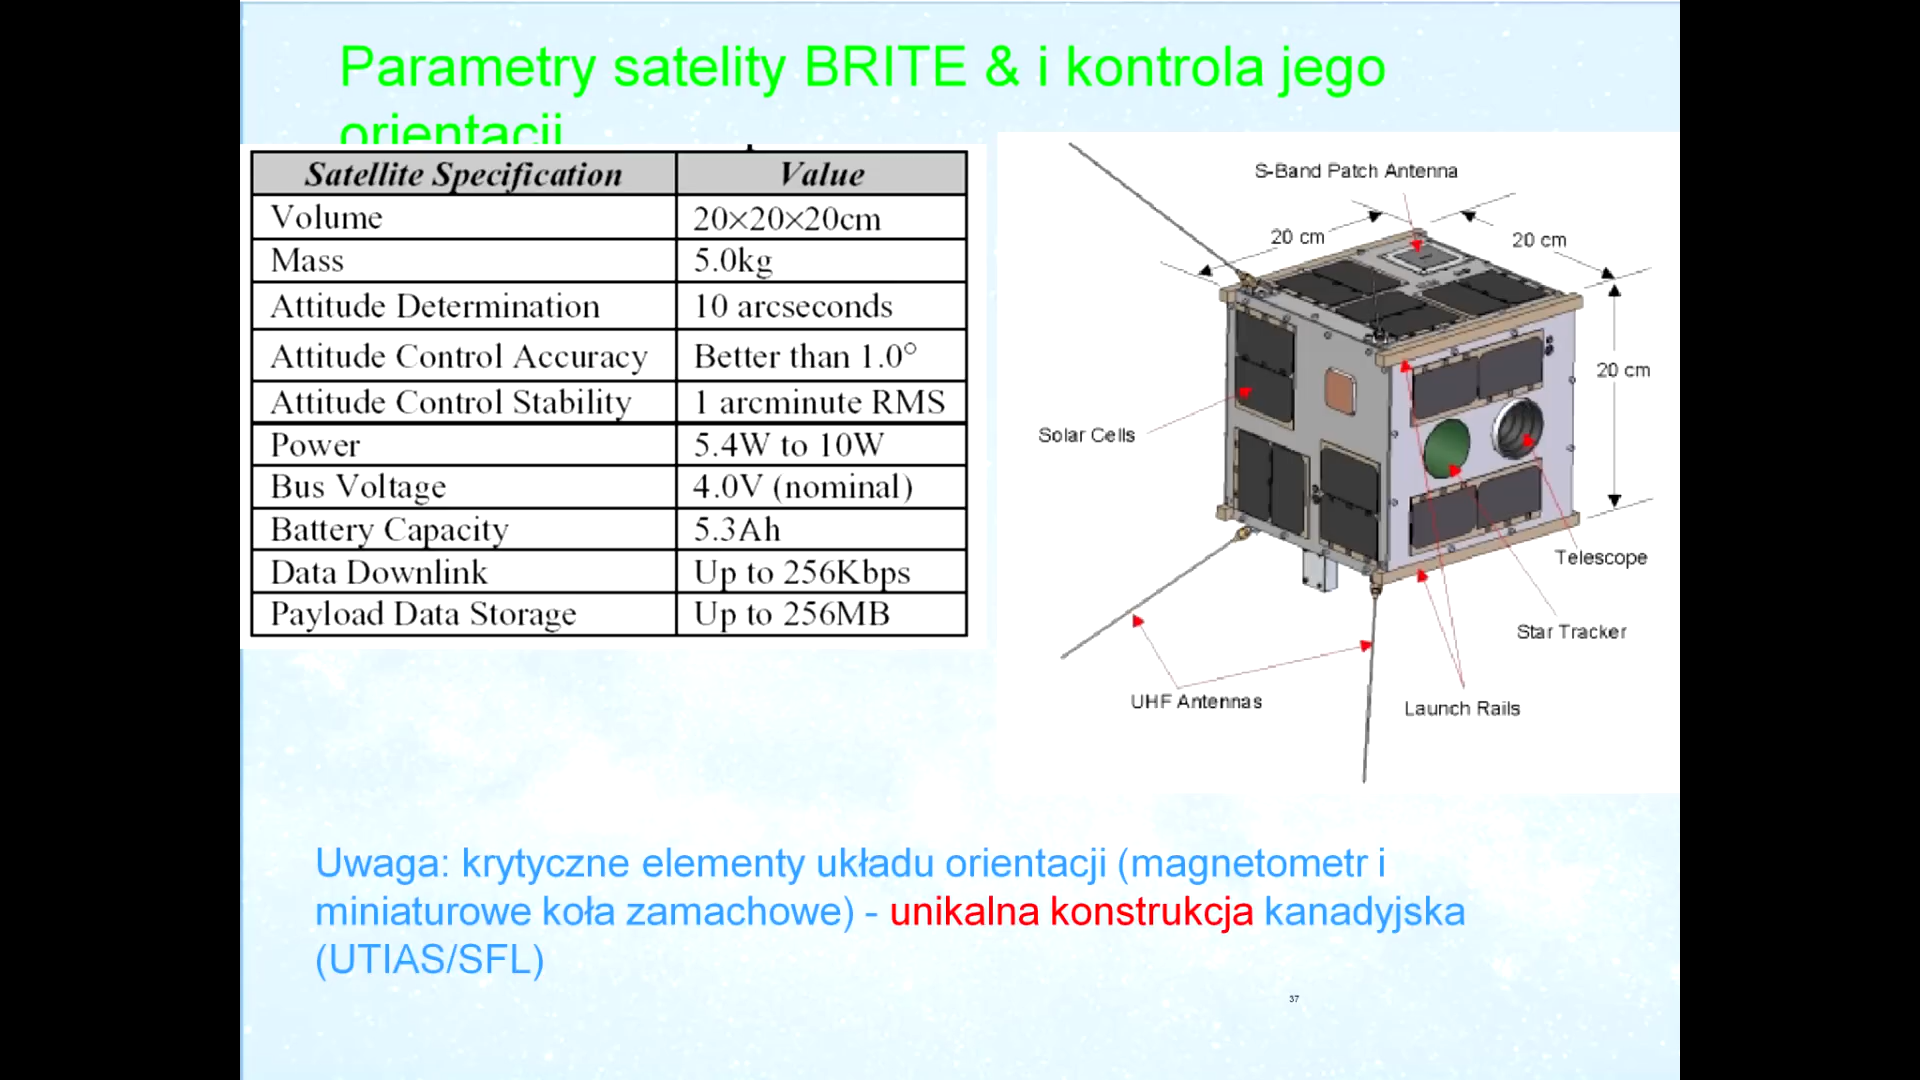 Parametry satelity BRITE & i kontrola jego
orientacji
Satellite Specification Value
Volume 20×20×20cm
Mass 5.0kg
Attitude Determination 10 arcseconds
Attitude Control Accuracy Better than 1.0°
Attitude Control Stability 1 arcminute RMS
Power 5.4W to 10W
Bus Voltage 4.0V (nominal)
Battery Capacity 5.3Ah
Data Downlink Up to 256Kbps
Payload Data Storage Up to 256MB
S-Band Patch Antenna
20 cm
20 cm
20 cm
Solar Cells
Telescope
Star Tracker
UHF Antennas
Launch Rails
Uwaga: krytyczne elementy układu orientacji (magnetometr i
miniaturowe koła zamachowe) - unikalna konstrukcja kanadyjska
(UTIAS/SFL)
37